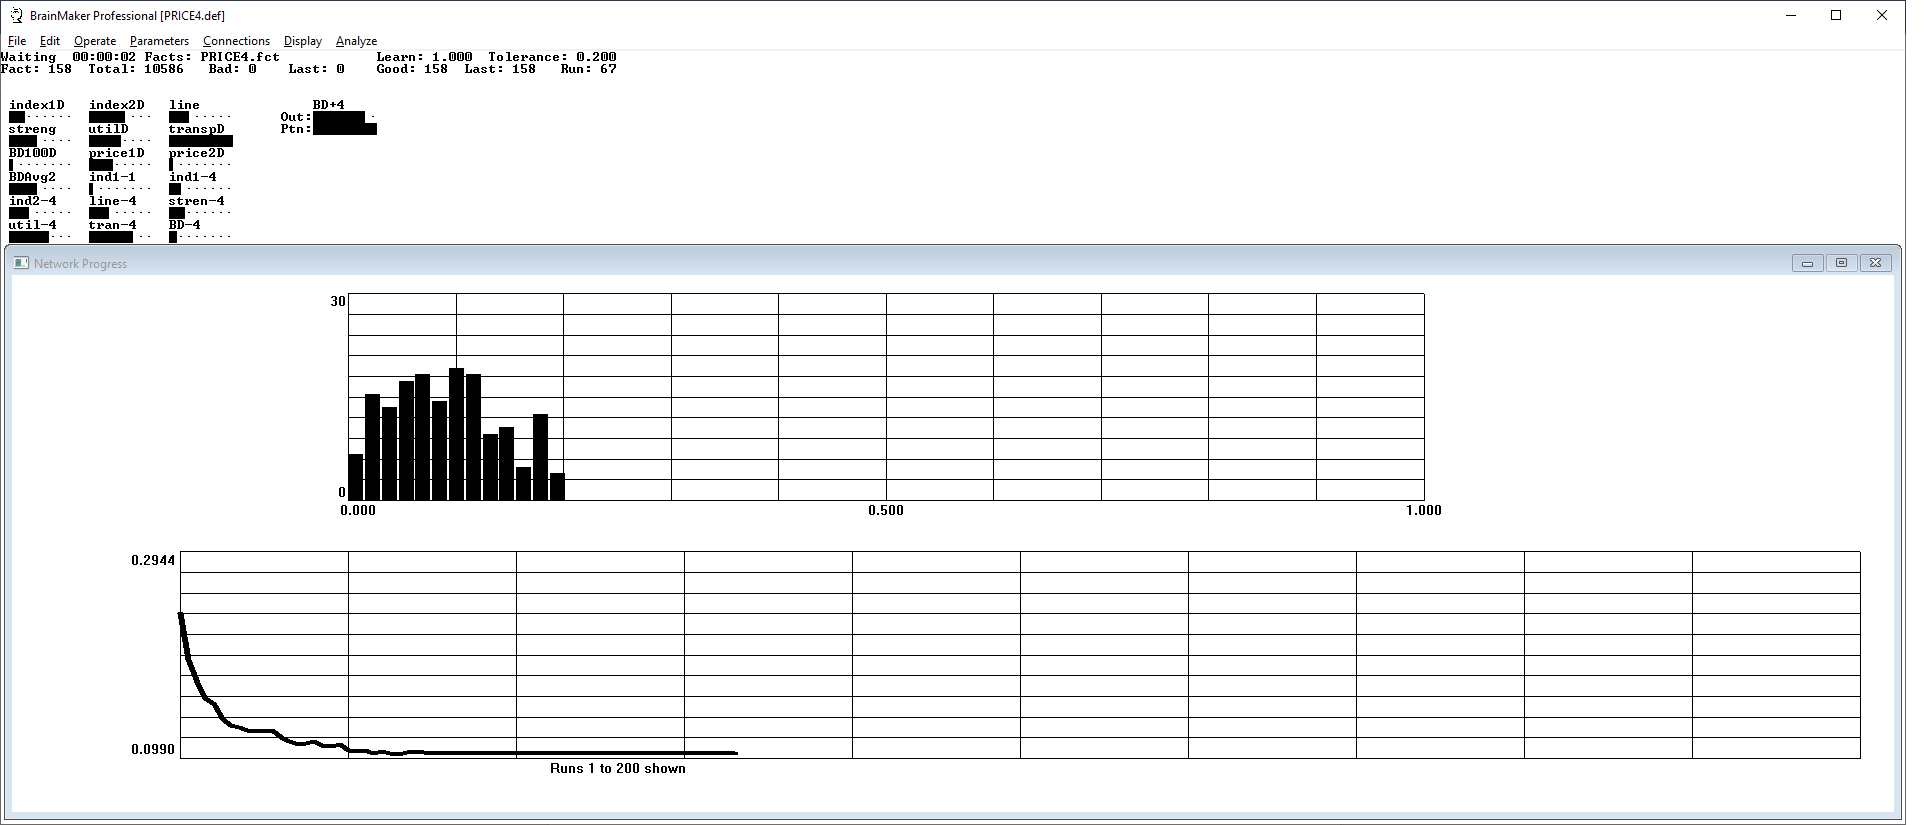 BrainMaker Professional [PRICE4.def]
File Edit Operate Parameters Connections Display Analyze
Waiting 00:00:02 Facts: PRICE4.fct Learn: 1.000 Tolerance: 0.200
Fact: 158 Total: 10586 Bad: 0 Last: 0 Good: 158 Last: 158 Run: 67
index1D index2D line BD+4
Out:
streng utilD transpD Ptn:
BD100D price1D price2D
BDAvg2 ind1-1 ind1-4
ind2-4 line-4 stren-4
util-4 tran-4 BD-4
Network Progress
30
0
0.000 0.500 1.000
0.2944
0.0990
Runs 1 to 200 shown